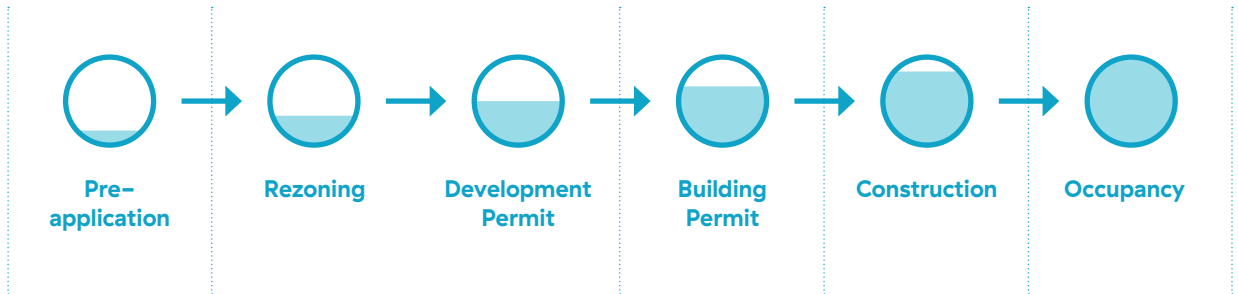 Pre–
application
Rezoning
Development
Permit
Building
Permit
Construction
Occupancy